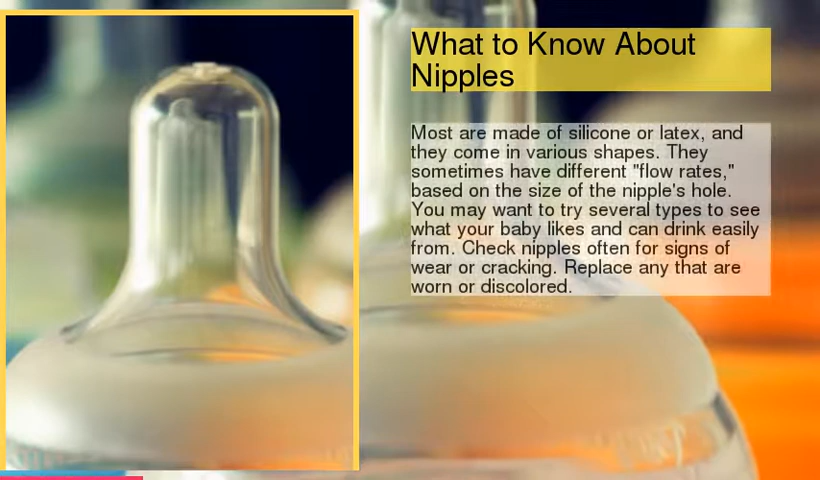 What to Know About
Nipples
Most are made of silicone or latex, and
they come in various shapes. They
sometimes have different "flow rates,"
based on the size of the nipple's hole.
You may want to try several types to see
what your baby likes and can drink easily
from. Check nipples often for signs of
wear or cracking. Replace any that are
worn or discolored.